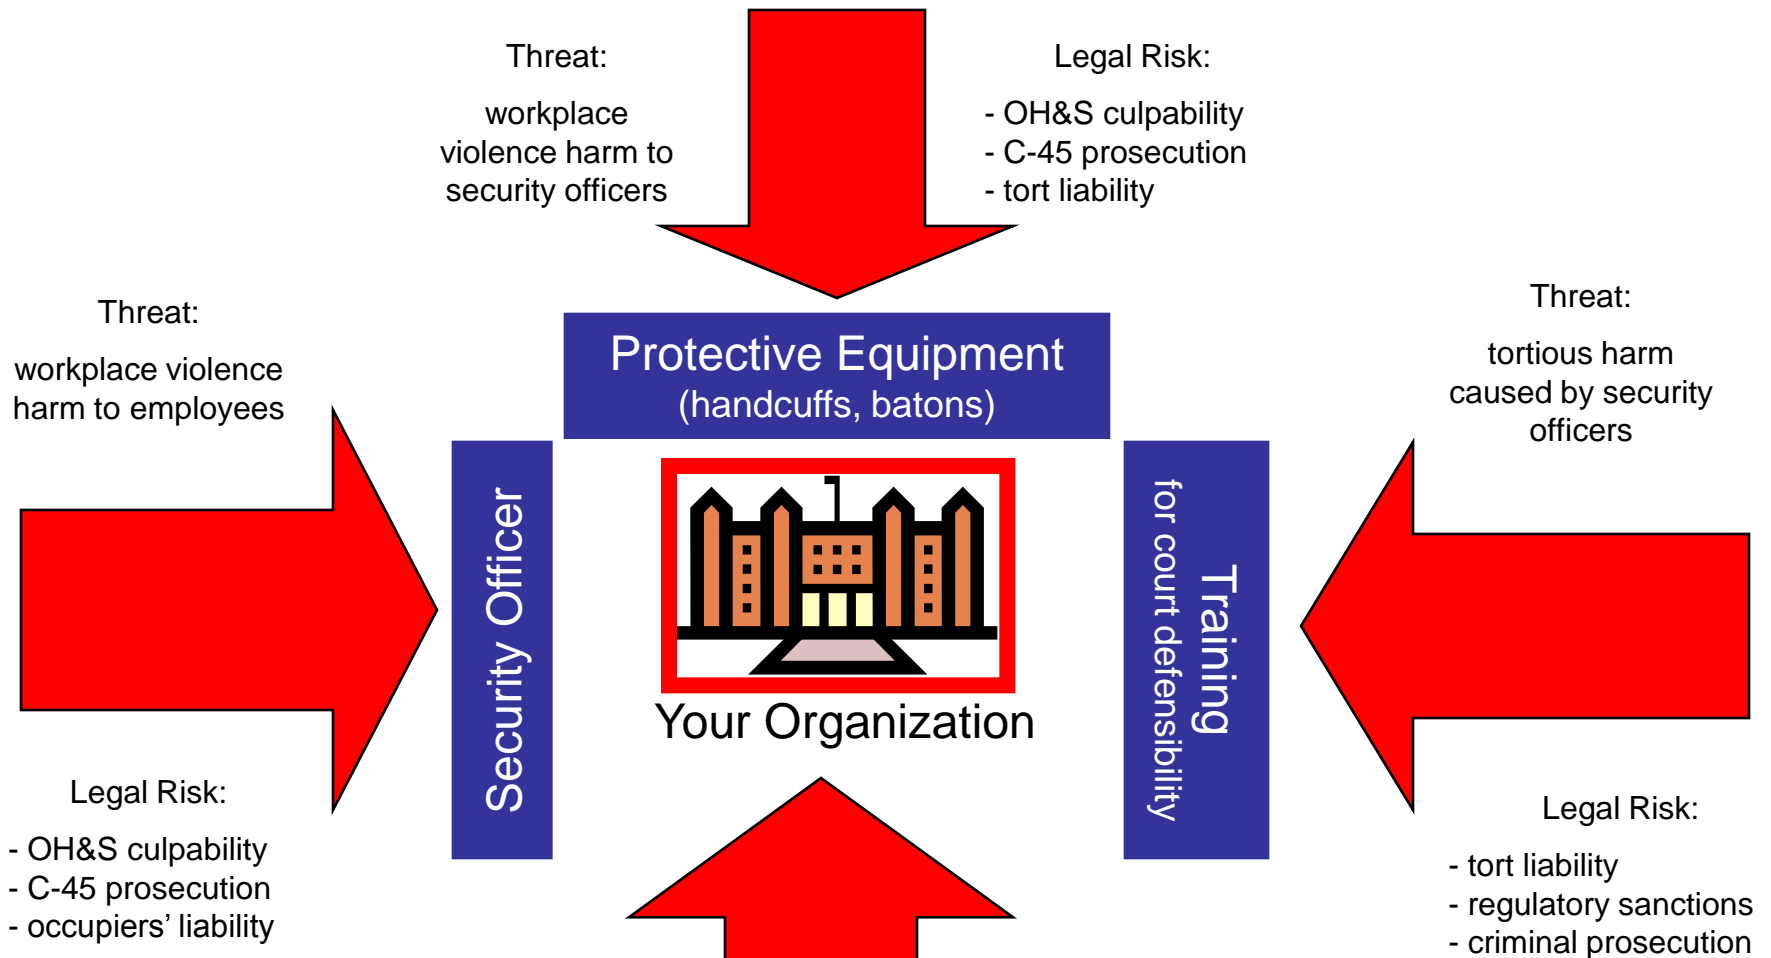 Threat:
workplace
violence harm to
security officers
Legal Risk:
- OH&S culpability
- C-45 prosecution
- tort liability
Threat:
workplace violence
harm to employees
Protective Equipment
(handcuffs, batons)
Threat:
tortious harm
caused by security
officers
Security Officer
Your Organization
Training
for court defensibility
Legal Risk:
- OH&S culpability
- C-45 prosecution
- occupiers’ liability
Legal Risk:
- tort liability
- regulatory sanctions
- criminal prosecution